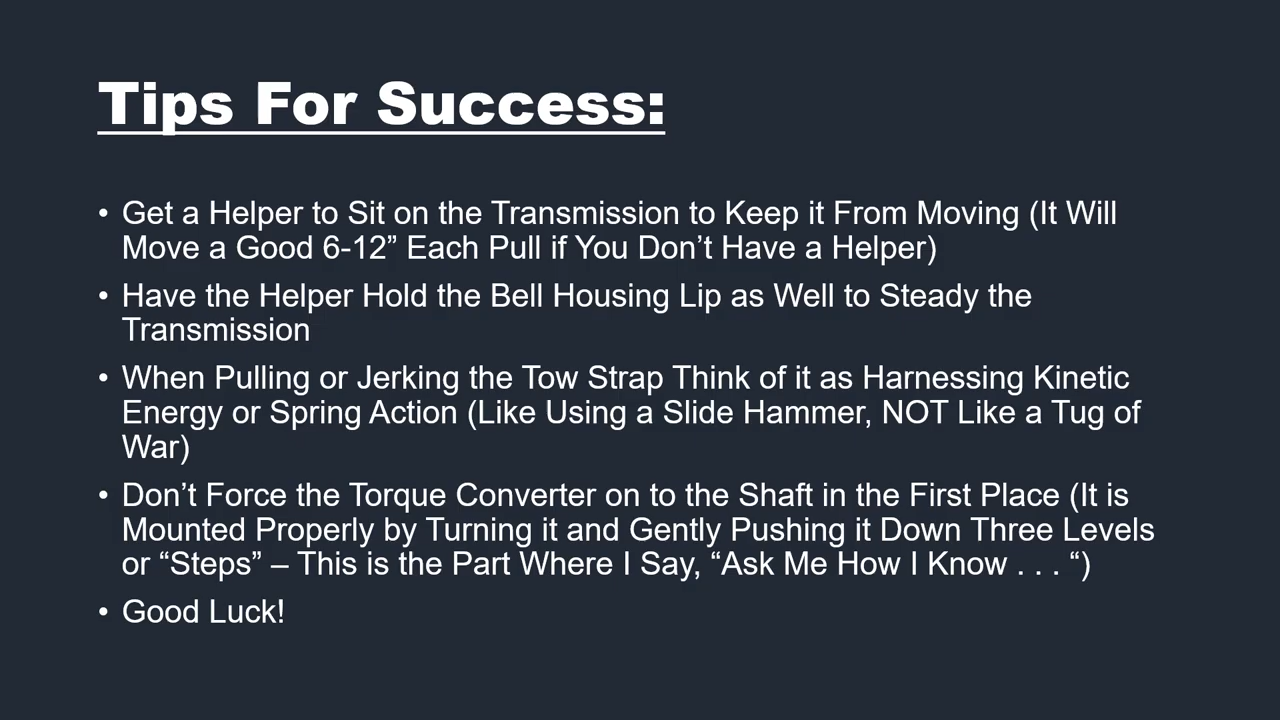 Tips For Success:
• Get a Helper to Sit on the Transmission to Keep it From Moving (It Will
Move a Good 6-12” Each Pull if You Don’t Have a Helper)
• Have the Helper Hold the Bell Housing Lip as Well to Steady the
Transmission
• When Pulling or Jerking the Tow Strap Think of it as Harnessing Kinetic
Energy or Spring Action (Like Using a Slide Hammer, NOT Like a Tug of
War)
• Don’t Force the Torque Converter on to the Shaft in the First Place (It is
Mounted Properly by Turning it and Gently Pushing it Down Three Levels
or “Steps” – This is the Part Where I Say, “Ask Me How I Know . . . “)
• Good Luck!